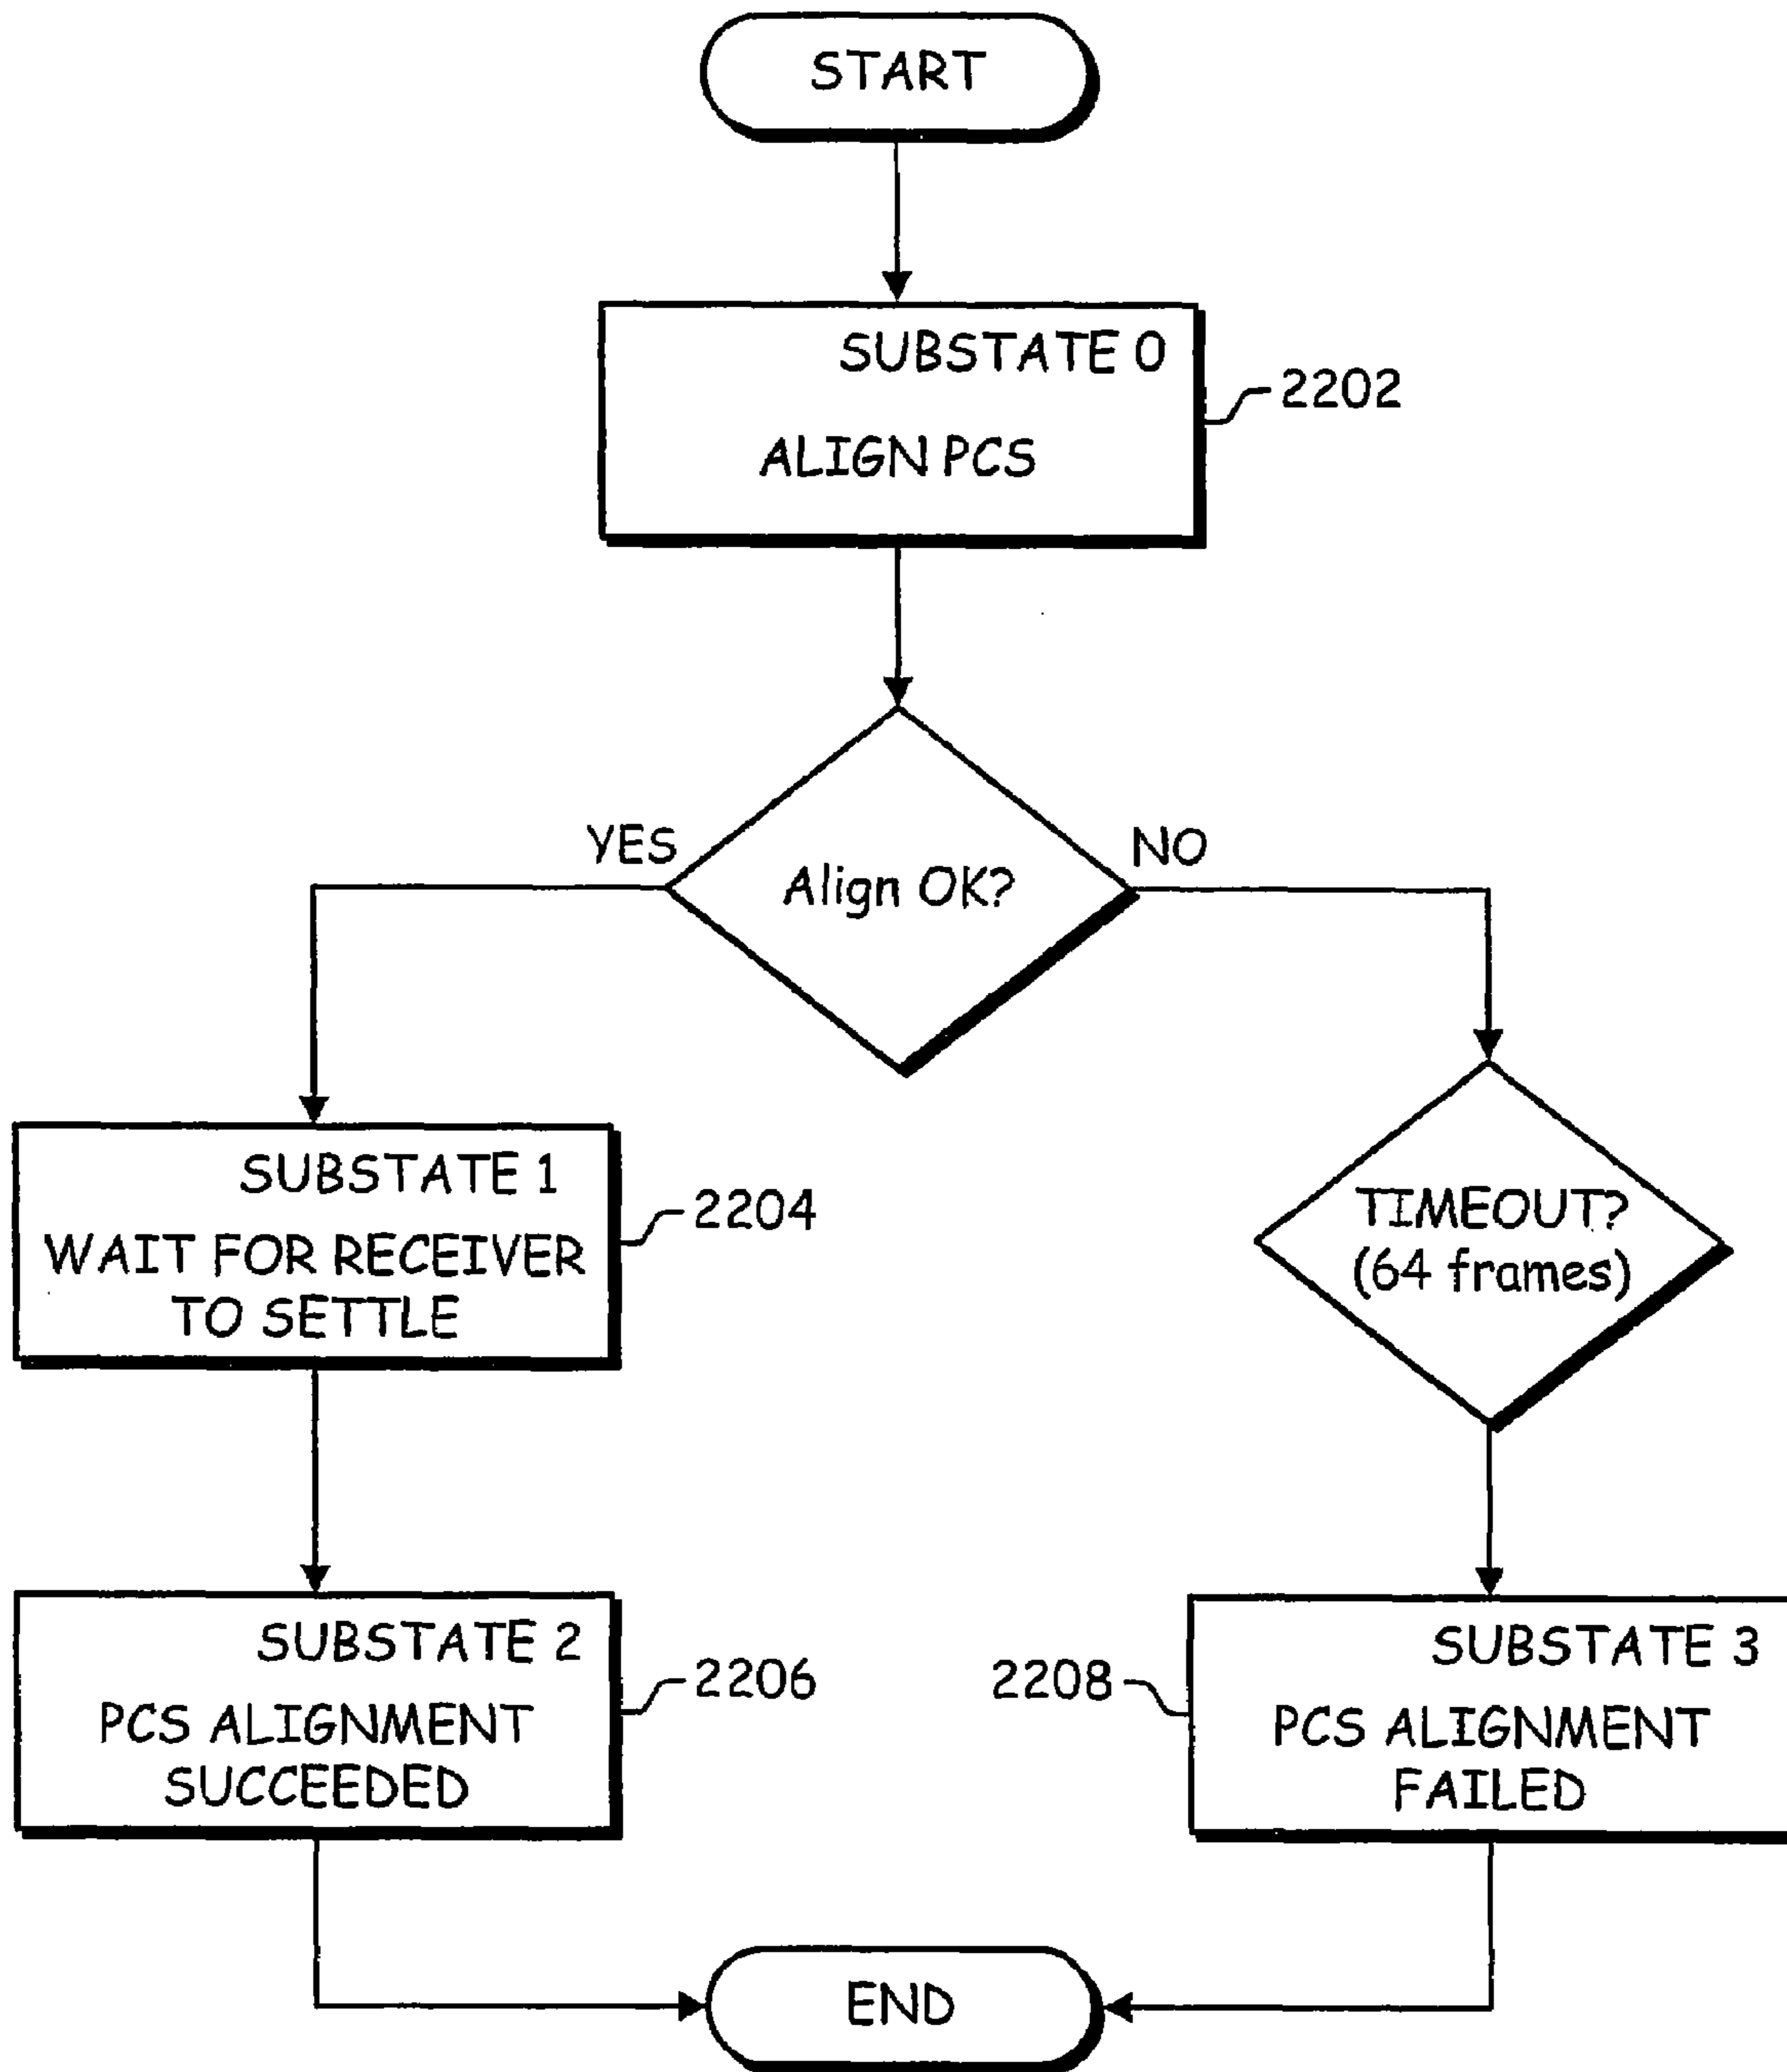 START
SUBSTATE 0
ALIGN PCS
2202
Align OK?
YES
NO
SUBSTATE 1
WAIT FOR RECEIVER
TO SETTLE
2204
TIMEOUT?
(64 frames)
SUBSTATE 2
PCS ALIGNMENT
SUCCEEDED
2206
2208
SUBSTATE 3
PCS ALIGNMENT
FAILED
END